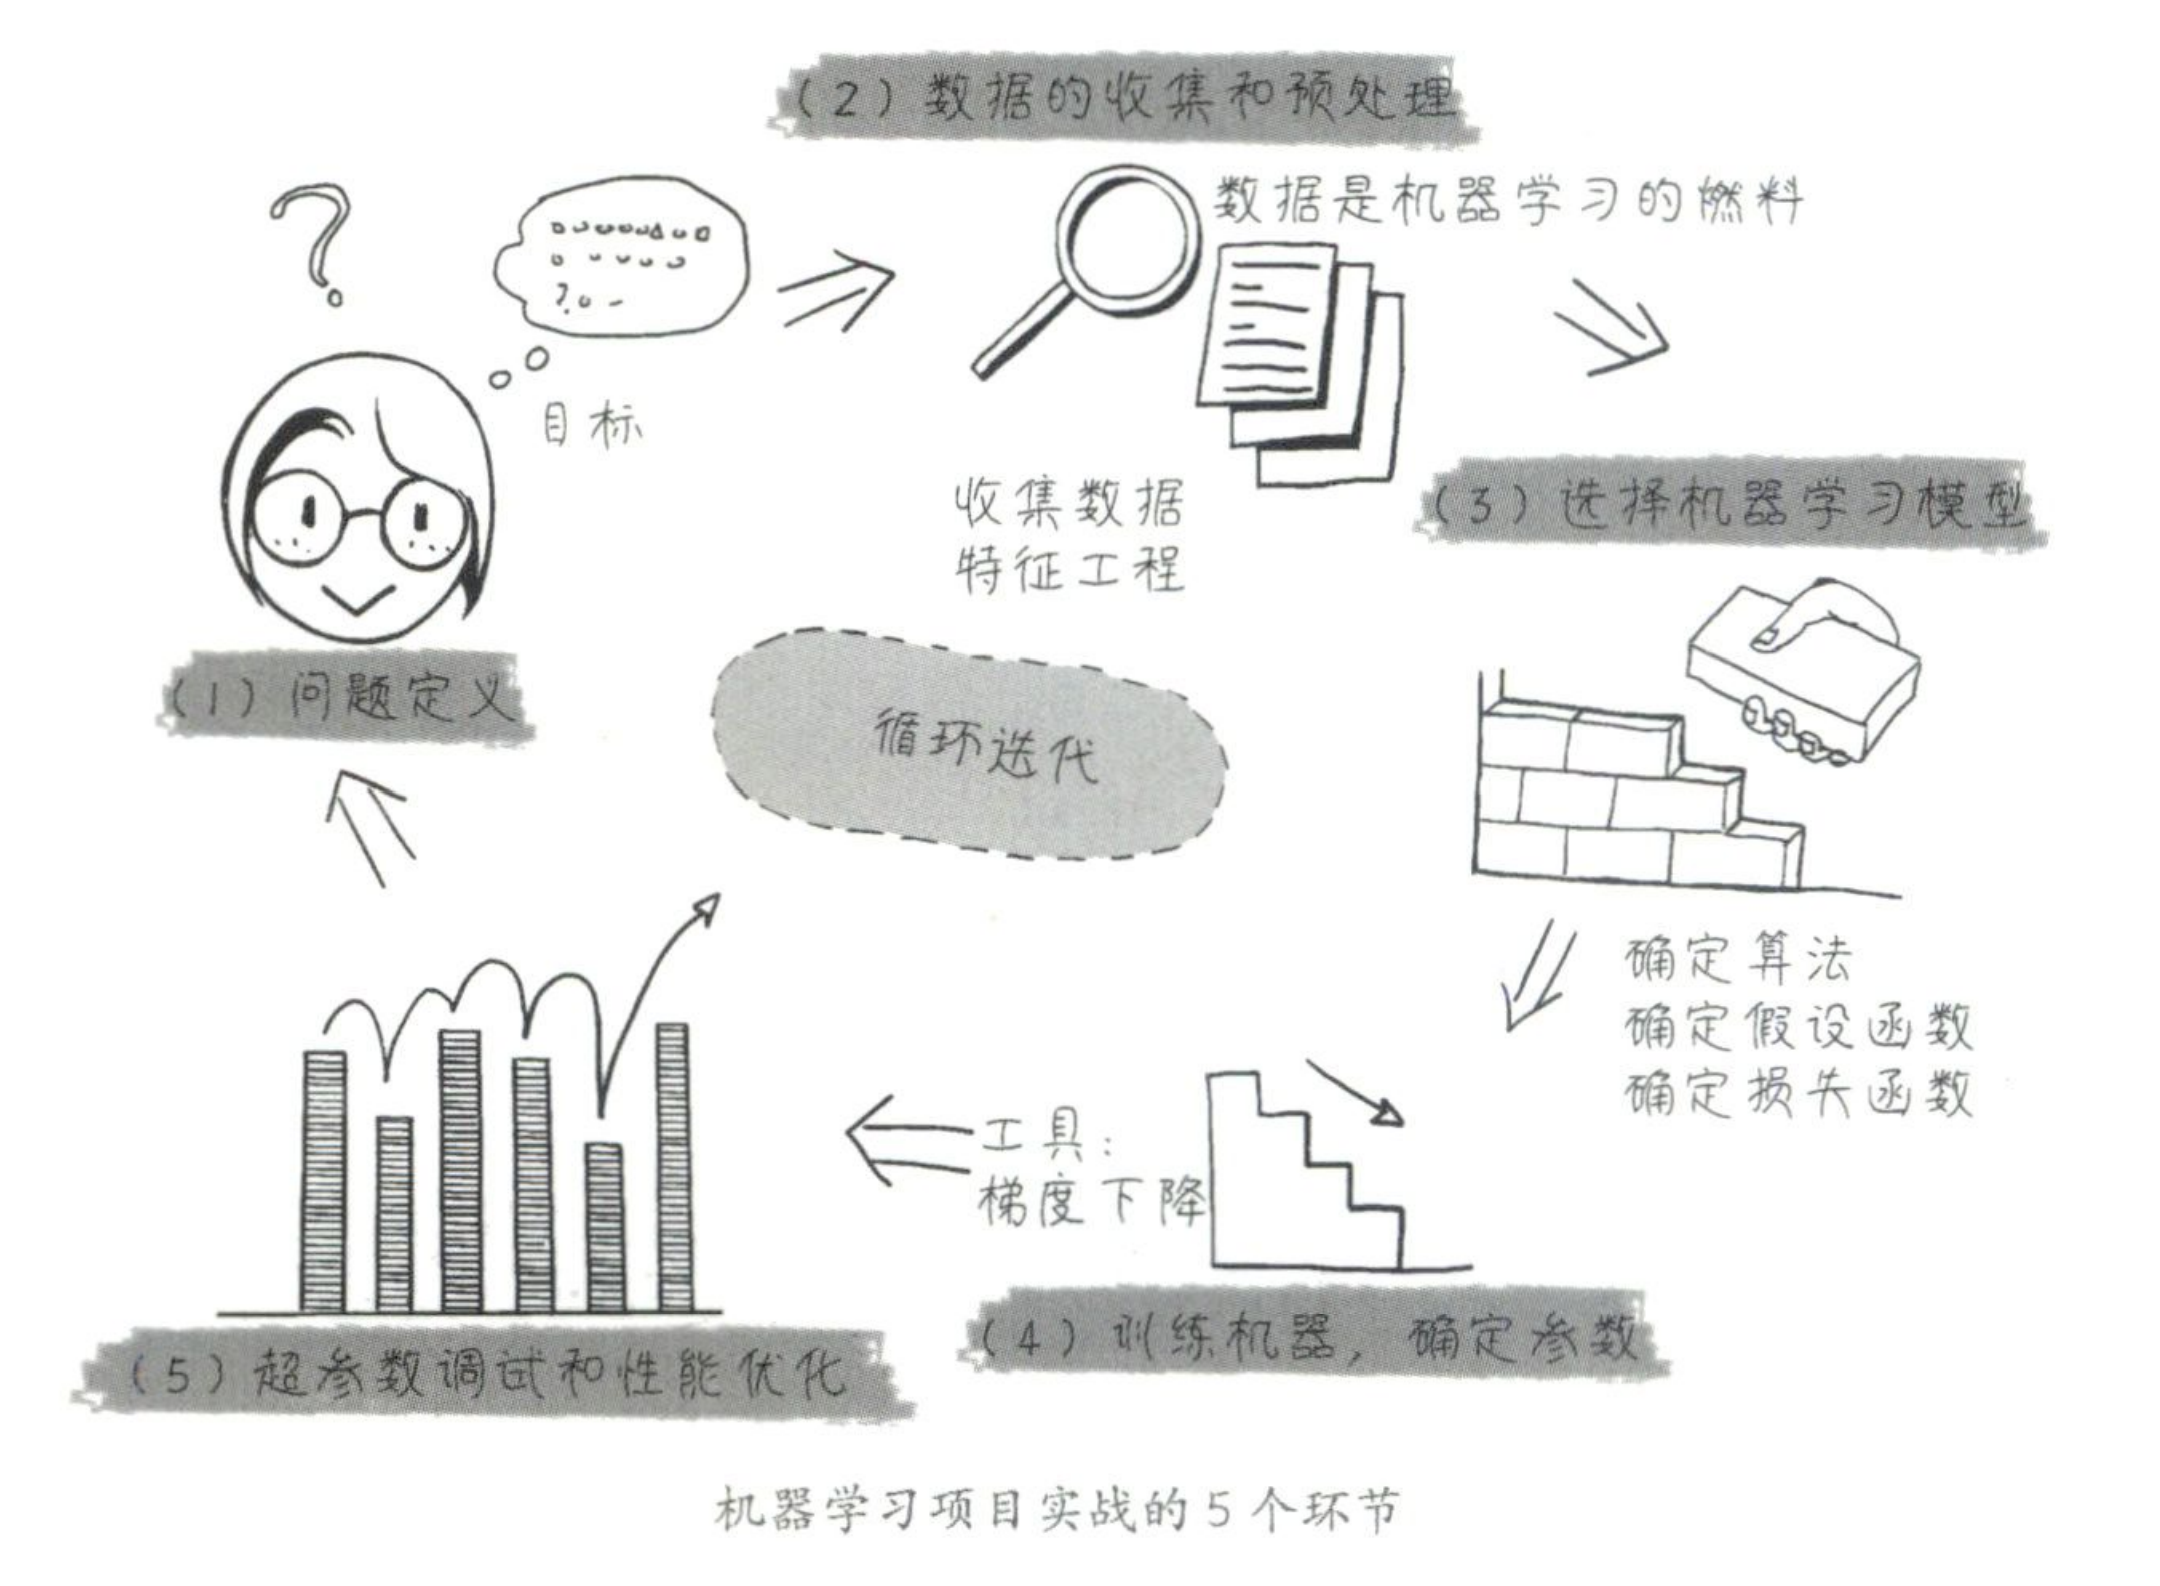 (2)数据的收集和预处理
数据是机器学习的燃料
目标
收集数据
特征工程
(3)选择机器学习模型
(1)问题定义
循环迭代
确定算法
确定假设函数
确定损失函数
工具:
梯度下降
(4)训练机器,确定参数
(5)超参数调试和性能优化
机器学习项目实战的5个环节